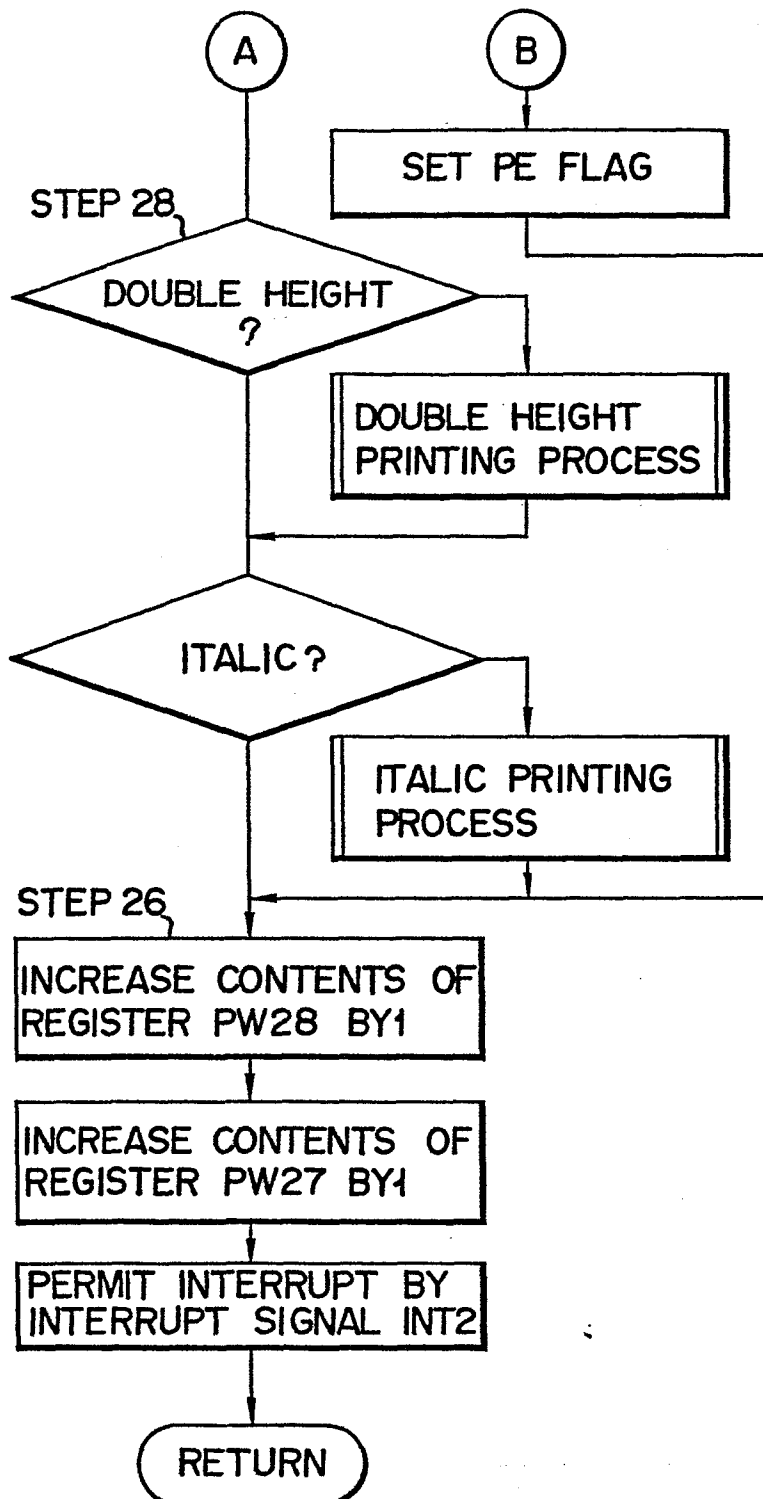 A
B
SET PE FLAG
STEP 28
DOUBLE HEIGHT
?
DOUBLE HEIGHT
PRINTING PROCESS
ITALIC?
ITALIC PRINTING
PROCESS
STEP 26
INCREASE CONTENTS OF
REGISTER PW28 BY1
INCREASE CONTENTS OF
REGISTER PW27 BY1
PERMIT INTERRUPT BY
INTERRUPT SIGNAL INT2
RETURN